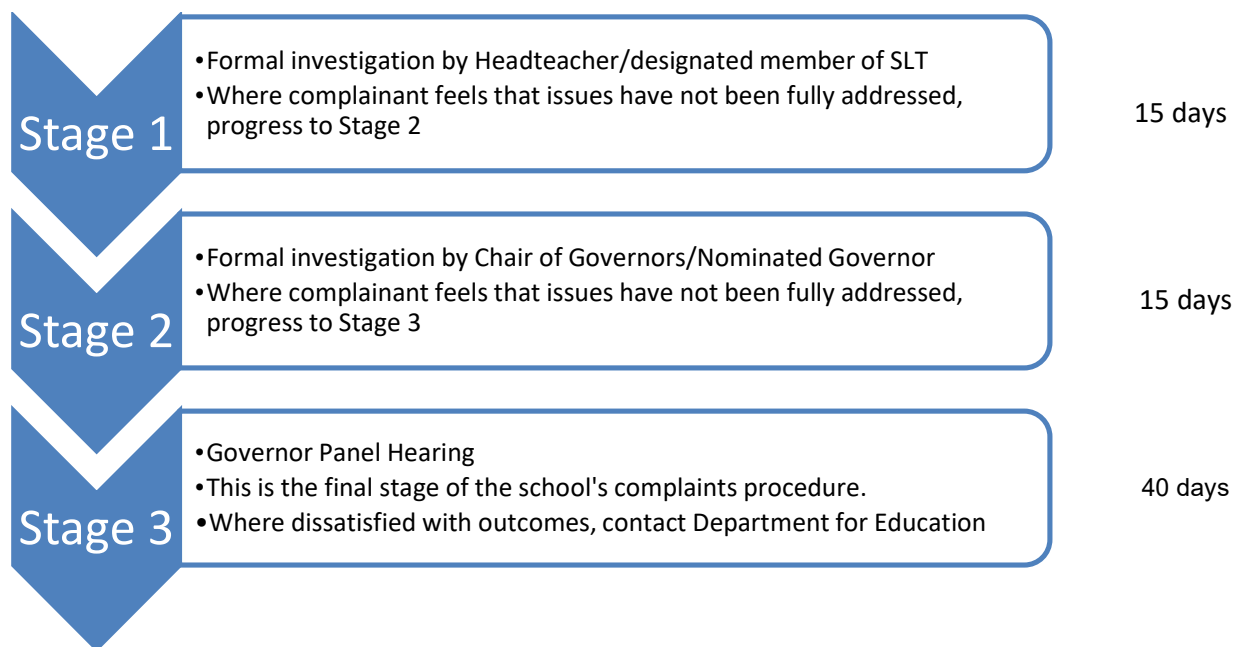 Stage 1
•Formal investigation by Headteacher/designated member of SLT
•Where complainant feels that issues have not been fully addressed,
progress to Stage 2
15 days
Stage 2
•Formal investigation by Chair of Governors/Nominated Governor
•Where complainant feels that issues have not been fully addressed,
progress to Stage 3
15 days
Stage 3
•Governor Panel Hearing
•This is the final stage of the school's complaints procedure.
•Where dissatisfied with outcomes, contact Department for Education
40 days